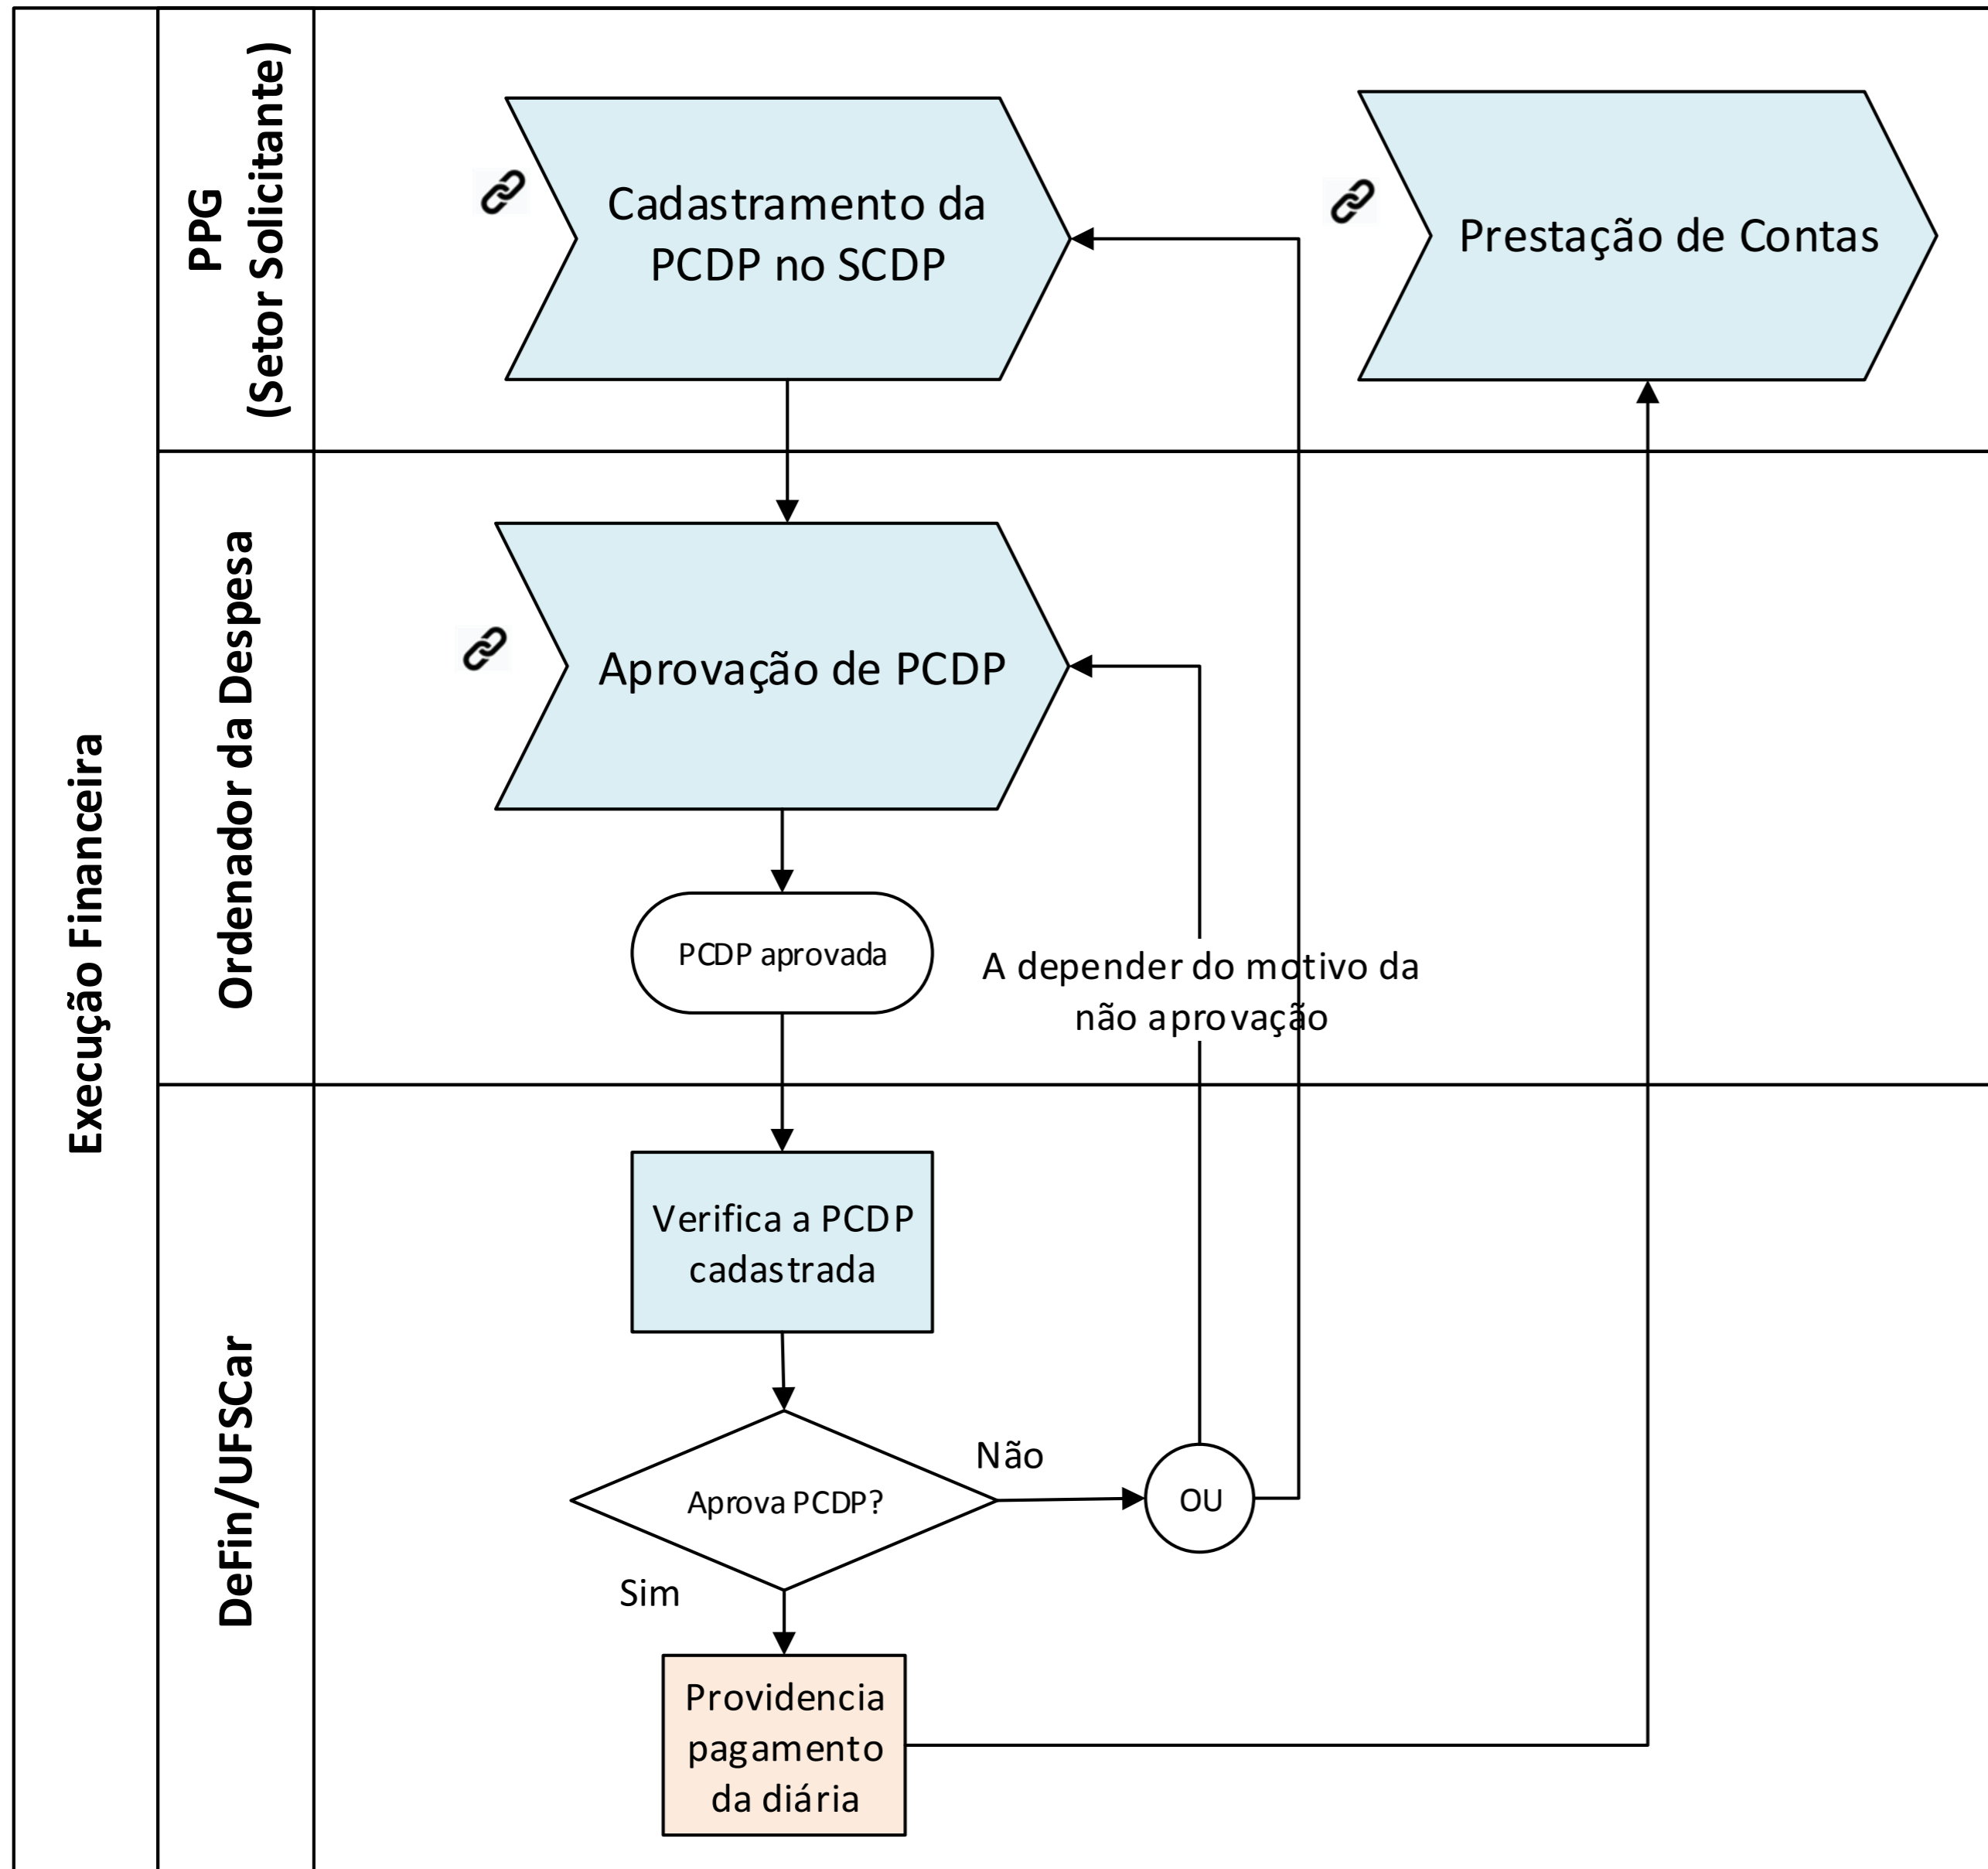 Execução Financeira
PPG
(Setor Solicitante)
Cadastramento da
PCDP no SCDP
Prestação de Contas
Ordenador da Despesa
Aprovação de PCDP
PCDP aprovada
A depender do motivo da
não aprovação
DeFin/UFSCar
Verifica a PCDP
cadastrada
Aprova PCDP?
Não
OU
Sim
Providencia
pagamento
da diária